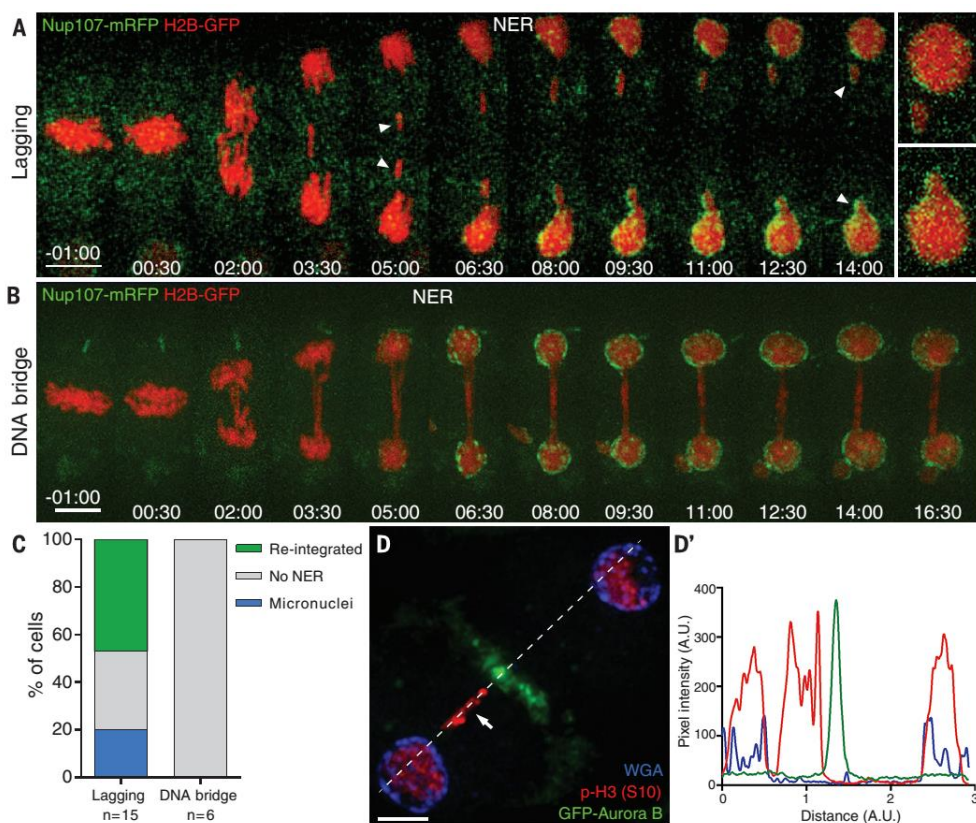 A
Nup107-mRFP H2B-GFP
NER
Lagging
-01:00 00:30 02:00 03:30 05:00 06:30 08:00 09:30 11:00 12:30 14:00
B
Nup107-mRFP H2B-GFP
NER
DNA bridge
-01:00 00:30 02:00 03:30 05:00 06:30 08:00 09:30 11:00 12:30 14:00 16:30
C
% of cells
100
80
60
40
20
0
Lagging
n=15
DNA bridge
n=6
Re-integrated
No NER
Micronuclei
D
WGA
p-H3 (S10)
GFP-Aurora B
D'
Pixel intensity (A.U.)
400
300
200
100
0
0 1 2 3
Distance (A.U.)